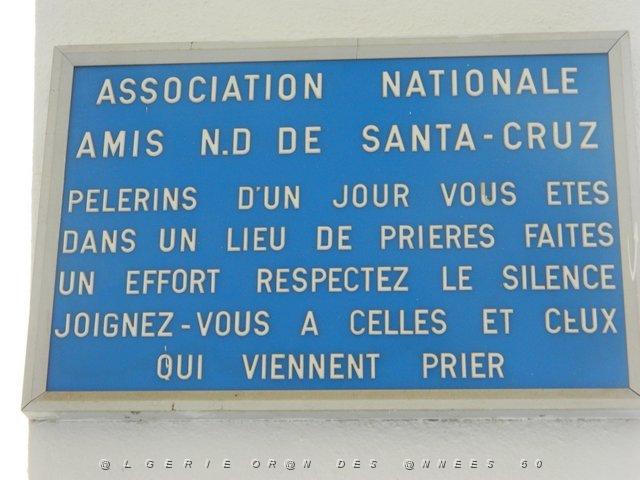 ASSOCIATION NATIONALE
AMIS N.D DE SANTA-CRUZ
PELERINS D'UN JOUR VOUS ETES
DANS UN LIEU DE PRIERES FAITES
UN EFFORT RESPECTEZ LE SILENCE
JOIGNEZ-VOUS A CELLES ET CEUX
QUI VIENNENT PRIER
@LGERIE OR@N DES @NNEES 50